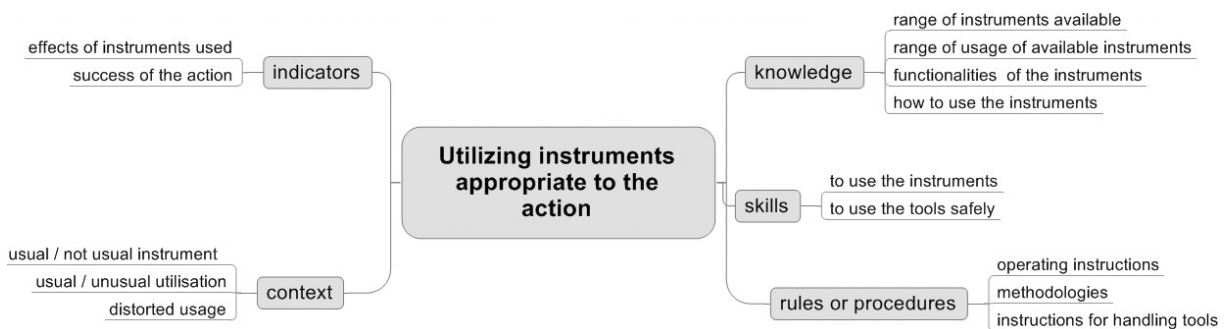 effects of instruments used
success of the action
indicators
usual / not usual instrument
usual / unusual utilisation
distorted usage
context
Utilizing instruments
appropriate to the
action
knowledge
range of instruments available
range of usage of available instruments
functionalities of the instruments
how to use the instruments
skills
to use the instruments
to use the tools safely
rules or procedures
operating instructions
methodologies
instructions for handling tools